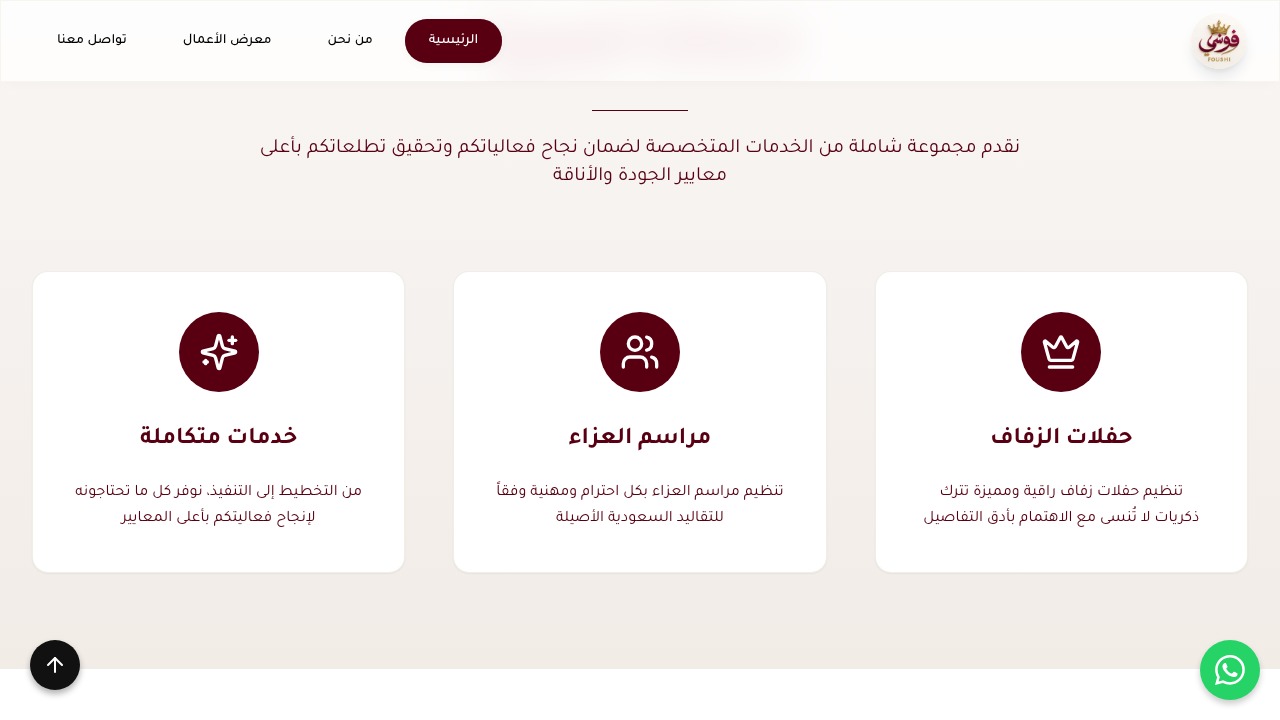 فوشي
FOUSHI
الرئيسية
من نحن
معرض الأعمال
تواصل معنا
نقدم مجموعة شاملة من الخدمات المتخصصة لضمان نجاح فعالياتكم وتحقيق تطلعاتكم بأعلى
معايير الجودة والأناقة
حفلات الزفاف
تنظيم حفلات زفاف راقية ومميزة تترك
ذكريات لا تُنسى مع الاهتمام بأدق التفاصيل
مراسم العزاء
تنظيم مراسم العزاء بكل احترام ومهنية وفقاً
للتقاليد السعودية الأصيلة
خدمات متكاملة
من التخطيط إلى التنفيذ، نوفر كل ما تحتاجونه
لإنجاح فعاليتكم بأعلى المعايير